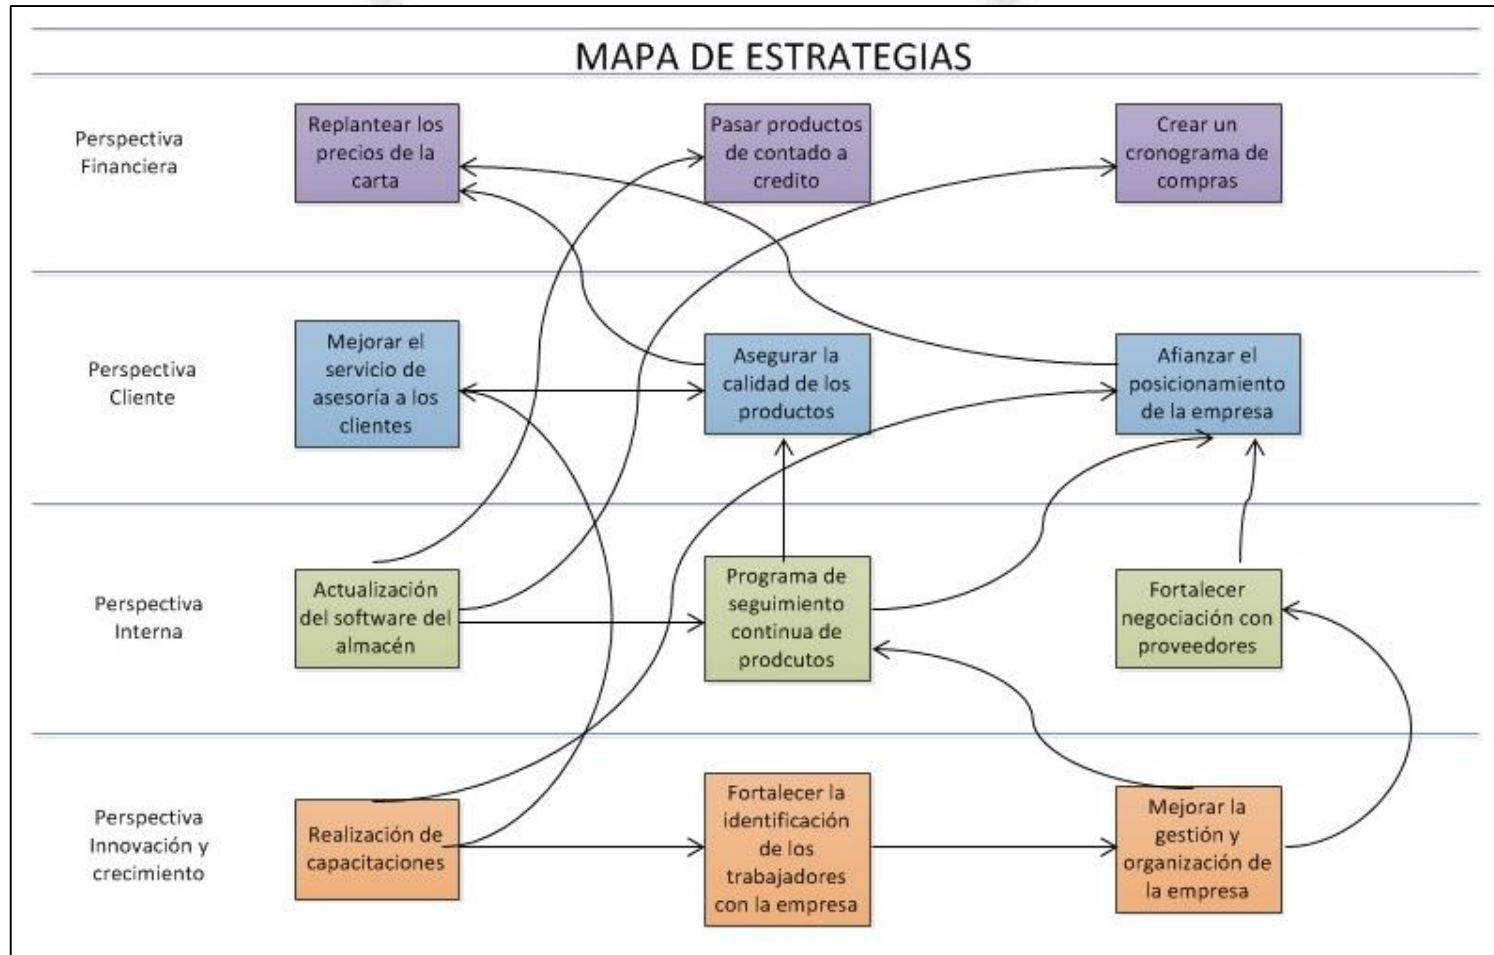 MAPA DE ESTRATEGIAS
Perspectiva
Financiera
Replantear los
precios de la
carta
Pasar productos
de contado a
credito
Crear un
cronograma de
compras
Perspectiva
Cliente
Mejorar el
servicio de
asesoría a los
clientes
Asegurar la
calidad de los
productos
Afianzar el
posicionamiento
de la empresa
Perspectiva
Interna
Actualización
del software del
almacén
Programa de
seguimiento
continua de
prodcutos
Fortalecer
negociación con
proveedores
Perspectiva
Innovación y
crecimiento
Realización de
capacitaciones
Fortalecer la
identificación
de los
trabajadores
con la empresa
Mejorar la
gestión y
organización de
la empresa